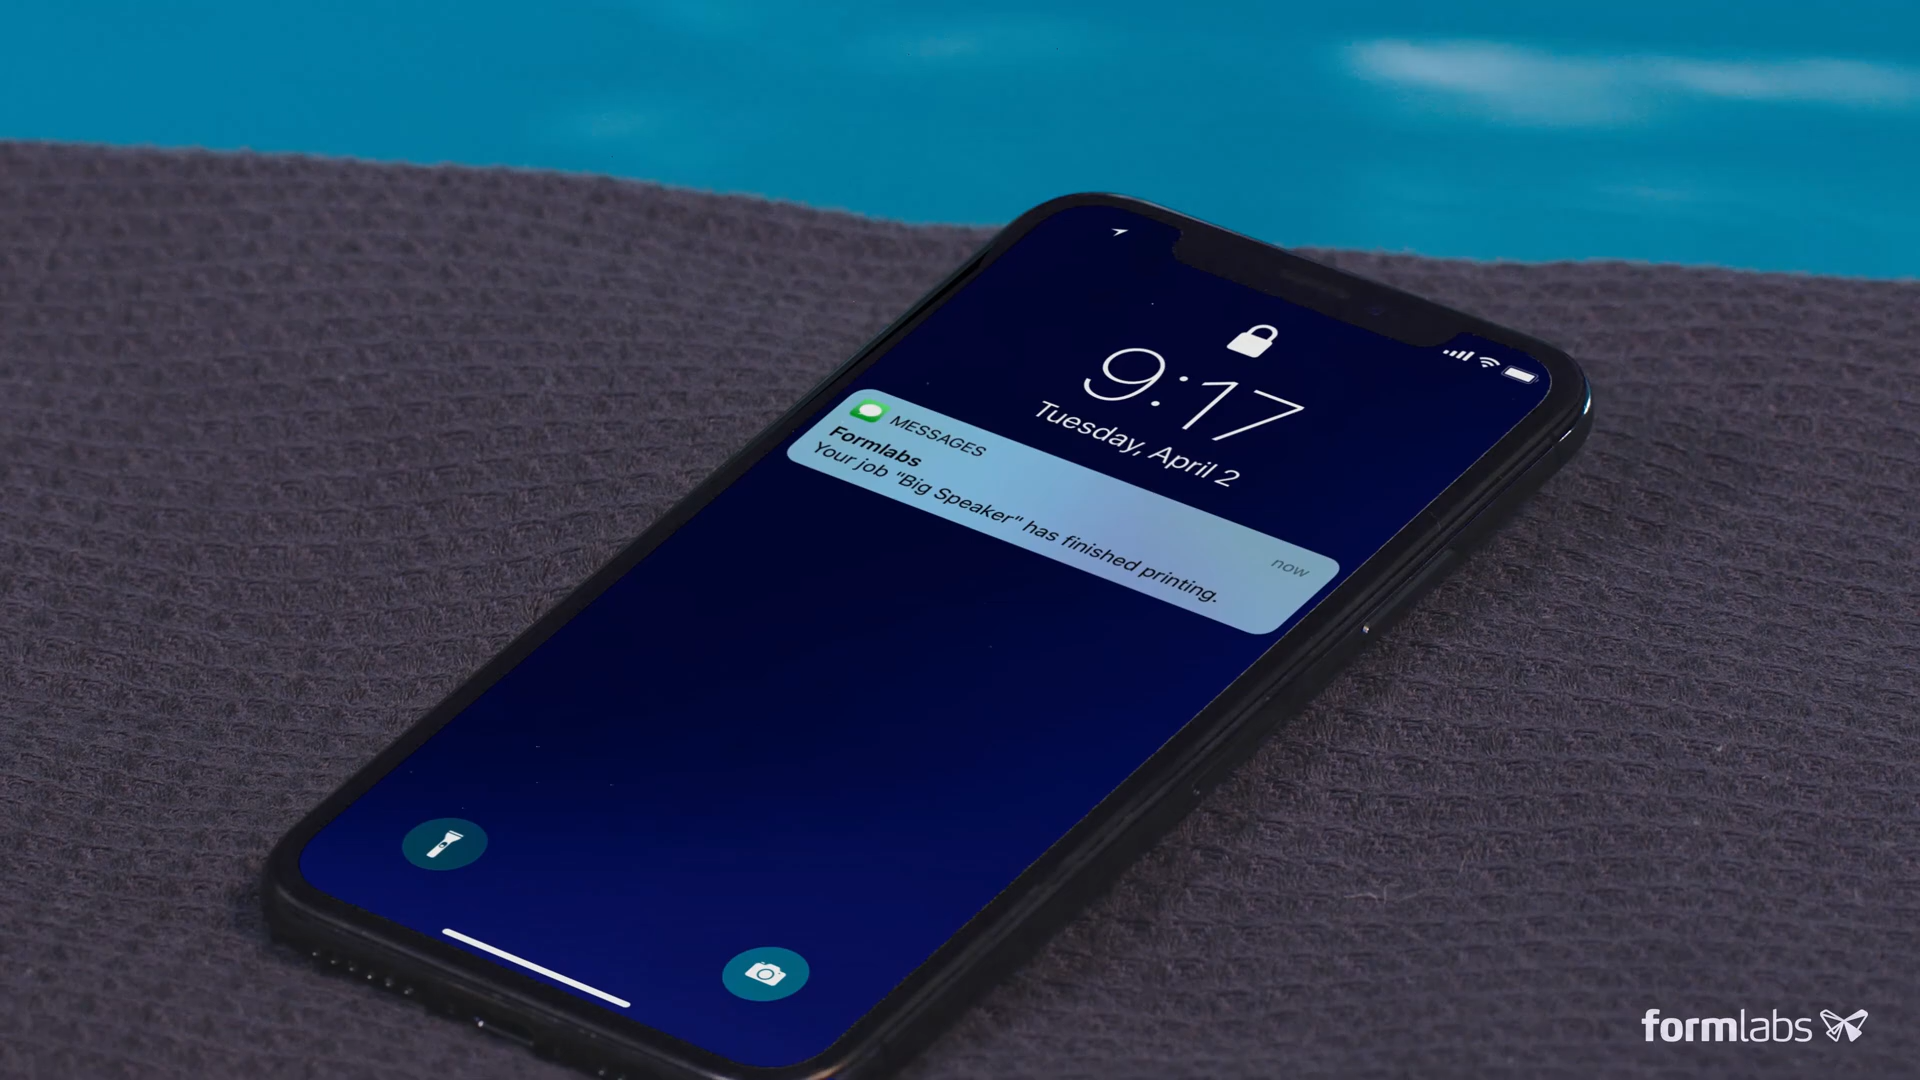 9:17
Tuesday, April 2
MESSAGES
now
Formlabs
Your job "Big Speaker" has finished printing.
formlabs